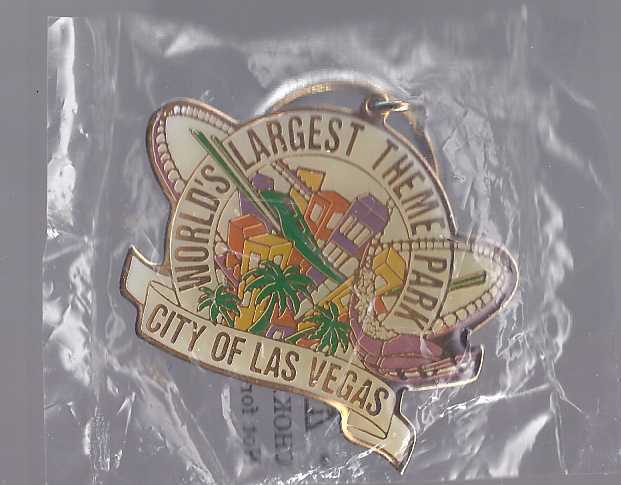 WORLD'S LARGEST THEME PARK
CITY OF LAS VEGAS